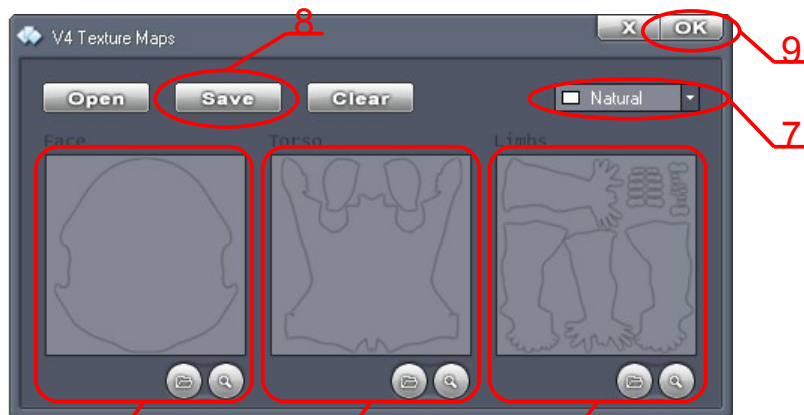 8
V4 Texture Maps
X
OK
9
Open
Save
Clear
Natural
7
Face
Torso
Limbs